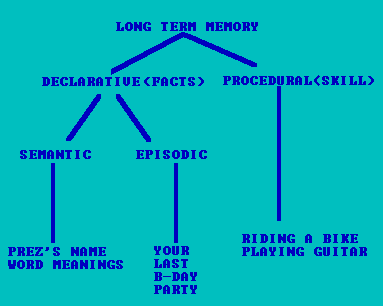 LONG TERM MEMORY
DECLARATIVE(FACTS)
PROCEDURAL(SKILL)
SEMANTIC
EPISODIC
PREZ'S NAME
WORD MEANINGS
YOUR
LAST
B-DAY
PARTY
RIDING A BIKE
PLAYING GUITAR